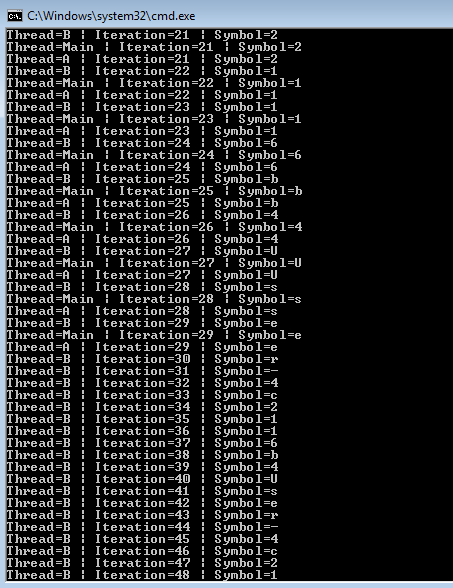 C:\Windows\system32\cmd.exe
Thread=B ¦ Iteration=21 ¦ Symbol=2
Thread=Main ¦ Iteration=21 ¦ Symbol=2
Thread=A ¦ Iteration=21 ¦ Symbol=2
Thread=B ¦ Iteration=22 ¦ Symbol=1
Thread=Main ¦ Iteration=22 ¦ Symbol=1
Thread=A ¦ Iteration=22 ¦ Symbol=1
Thread=B ¦ Iteration=23 ¦ Symbol=1
Thread=Main ¦ Iteration=23 ¦ Symbol=1
Thread=A ¦ Iteration=23 ¦ Symbol=1
Thread=B ¦ Iteration=24 ¦ Symbol=6
Thread=Main ¦ Iteration=24 ¦ Symbol=6
Thread=A ¦ Iteration=24 ¦ Symbol=6
Thread=B ¦ Iteration=25 ¦ Symbol=b
Thread=Main ¦ Iteration=25 ¦ Symbol=b
Thread=A ¦ Iteration=25 ¦ Symbol=b
Thread=B ¦ Iteration=26 ¦ Symbol=4
Thread=Main ¦ Iteration=26 ¦ Symbol=4
Thread=A ¦ Iteration=26 ¦ Symbol=4
Thread=B ¦ Iteration=27 ¦ Symbol=U
Thread=Main ¦ Iteration=27 ¦ Symbol=U
Thread=A ¦ Iteration=27 ¦ Symbol=U
Thread=B ¦ Iteration=28 ¦ Symbol=s
Thread=Main ¦ Iteration=28 ¦ Symbol=s
Thread=A ¦ Iteration=28 ¦ Symbol=s
Thread=B ¦ Iteration=29 ¦ Symbol=e
Thread=Main ¦ Iteration=29 ¦ Symbol=e
Thread=A ¦ Iteration=29 ¦ Symbol=e
Thread=B ¦ Iteration=30 ¦ Symbol=r
Thread=B ¦ Iteration=31 ¦ Symbol=-
Thread=B ¦ Iteration=32 ¦ Symbol=4
Thread=B ¦ Iteration=33 ¦ Symbol=c
Thread=B ¦ Iteration=34 ¦ Symbol=2
Thread=B ¦ Iteration=35 ¦ Symbol=1
Thread=B ¦ Iteration=36 ¦ Symbol=1
Thread=B ¦ Iteration=37 ¦ Symbol=6
Thread=B ¦ Iteration=38 ¦ Symbol=b
Thread=B ¦ Iteration=39 ¦ Symbol=4
Thread=B ¦ Iteration=40 ¦ Symbol=U
Thread=B ¦ Iteration=41 ¦ Symbol=s
Thread=B ¦ Iteration=42 ¦ Symbol=e
Thread=B ¦ Iteration=43 ¦ Symbol=r
Thread=B ¦ Iteration=44 ¦ Symbol=-
Thread=B ¦ Iteration=45 ¦ Symbol=4
Thread=B ¦ Iteration=46 ¦ Symbol=c
Thread=B ¦ Iteration=47 ¦ Symbol=2
Thread=B ¦ Iteration=48 ¦ Symbol=1